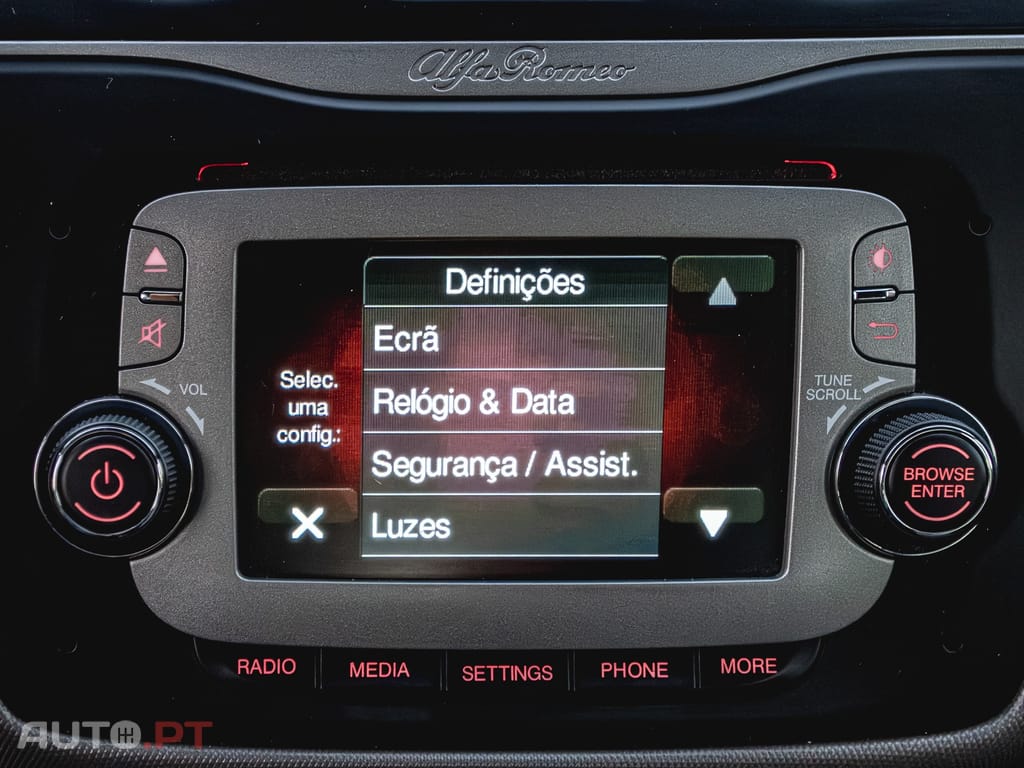 Alfa Romeo
Definições
Ecrã
Relógio & Data
Segurança / Assist.
Luzes
Selec.
uma
config.:
VOL
TUNE
SCROLL
BROWSE
ENTER
RADIO
MEDIA
SETTINGS
PHONE
MORE
AUTO.PT